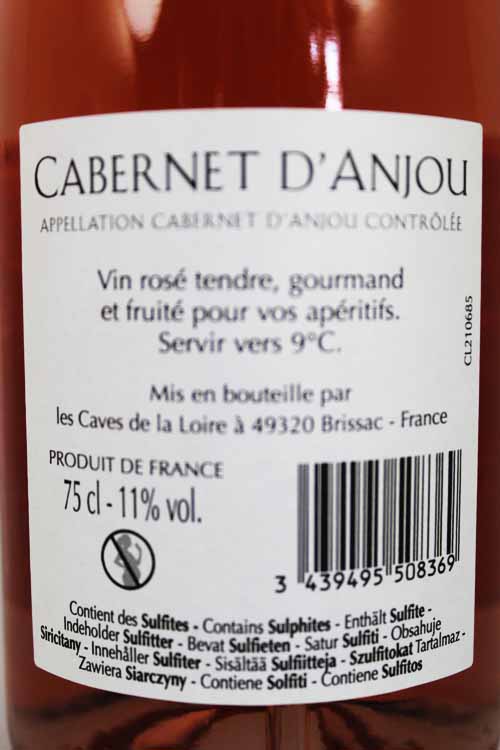 CABERNET D'ANJOU
APPELLATION CABERNET D'ANJOU CONTRÔLÉE
Vin rosé tendre, gourmand
et fruité pour vos apéritifs.
Servir vers 9°C.
CL210685
Mis en bouteille par
les Caves de la Loire à 49320 Brissac - France
PRODUIT DE FRANCE
75 cl - 11% vol.
3 439495 508369
Contient des Sulfites - Contains Sulphites - Enthält Sulfite -
Indeholder Sulfitter - Bevat Sulfieten - Satur Sulfiti - Obsahuje
Siricitany - Innehåller Sulfiter - Sisältää Sulfiitteja - Szulfitokat Tartalmaz -
Zawiera Siarczyny - Contiene Solfiti - Contiene Sulfitos